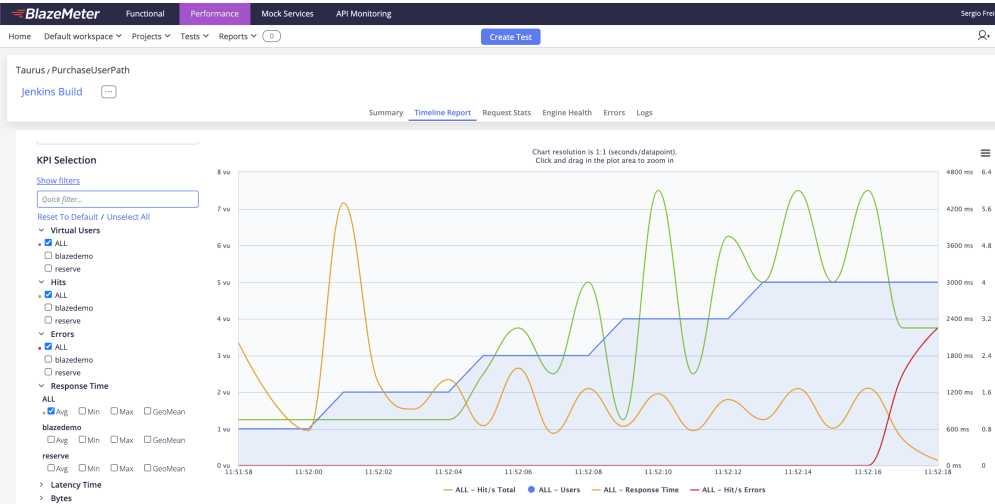 BlazeMeter Functional Performance Mock Services API Monitoring Sergio Frei
Home Default workspace Projects Tests Reports 0 Create Test
Taurus / PurchaseUserPath
Jenkins Build ...
Summary Timeline Report Request Stats Engine Health Errors Logs
KPI Selection
Show filters
Quick filter...
Reset To Default / Unselect All
Virtual Users
ALL
blazedemo
reserve
Hits
ALL
blazedemo
reserve
Errors
ALL
blazedemo
reserve
Response Time
ALL
Avg Min Max GeoMean
blazedemo
Avg Min Max GeoMean
reserve
Avg Min Max GeoMean
Latency Time
Bytes
Chart resolution is 1:1 (seconds/datapoint).
Click and drag in the plot area to zoom in
8 vu 4800 ms 6.4
7 vu 4200 ms 5.6
6 vu 3600 ms 4.8
5 vu 3000 ms 4
4 vu 2400 ms 3.2
3 vu 1800 ms 2.4
2 vu 1200 ms 1.6
1 vu 600 ms 0.8
0 vu 0 ms 0
11:51:58 11:52:00 11:52:02 11:52:04 11:52:06 11:52:08 11:52:10 11:52:12 11:52:14 11:52:16 11:52:18
ALL - Hit/s Total ALL - Users ALL - Response Time ALL - Hit/s Errors